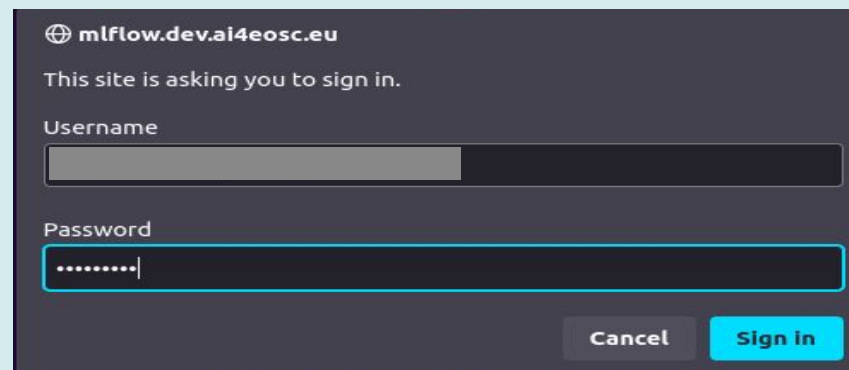 mlflow.dev.ai4eosc.eu
This site is asking you to sign in.
Username
Password
•••••••••
Cancel Sign in